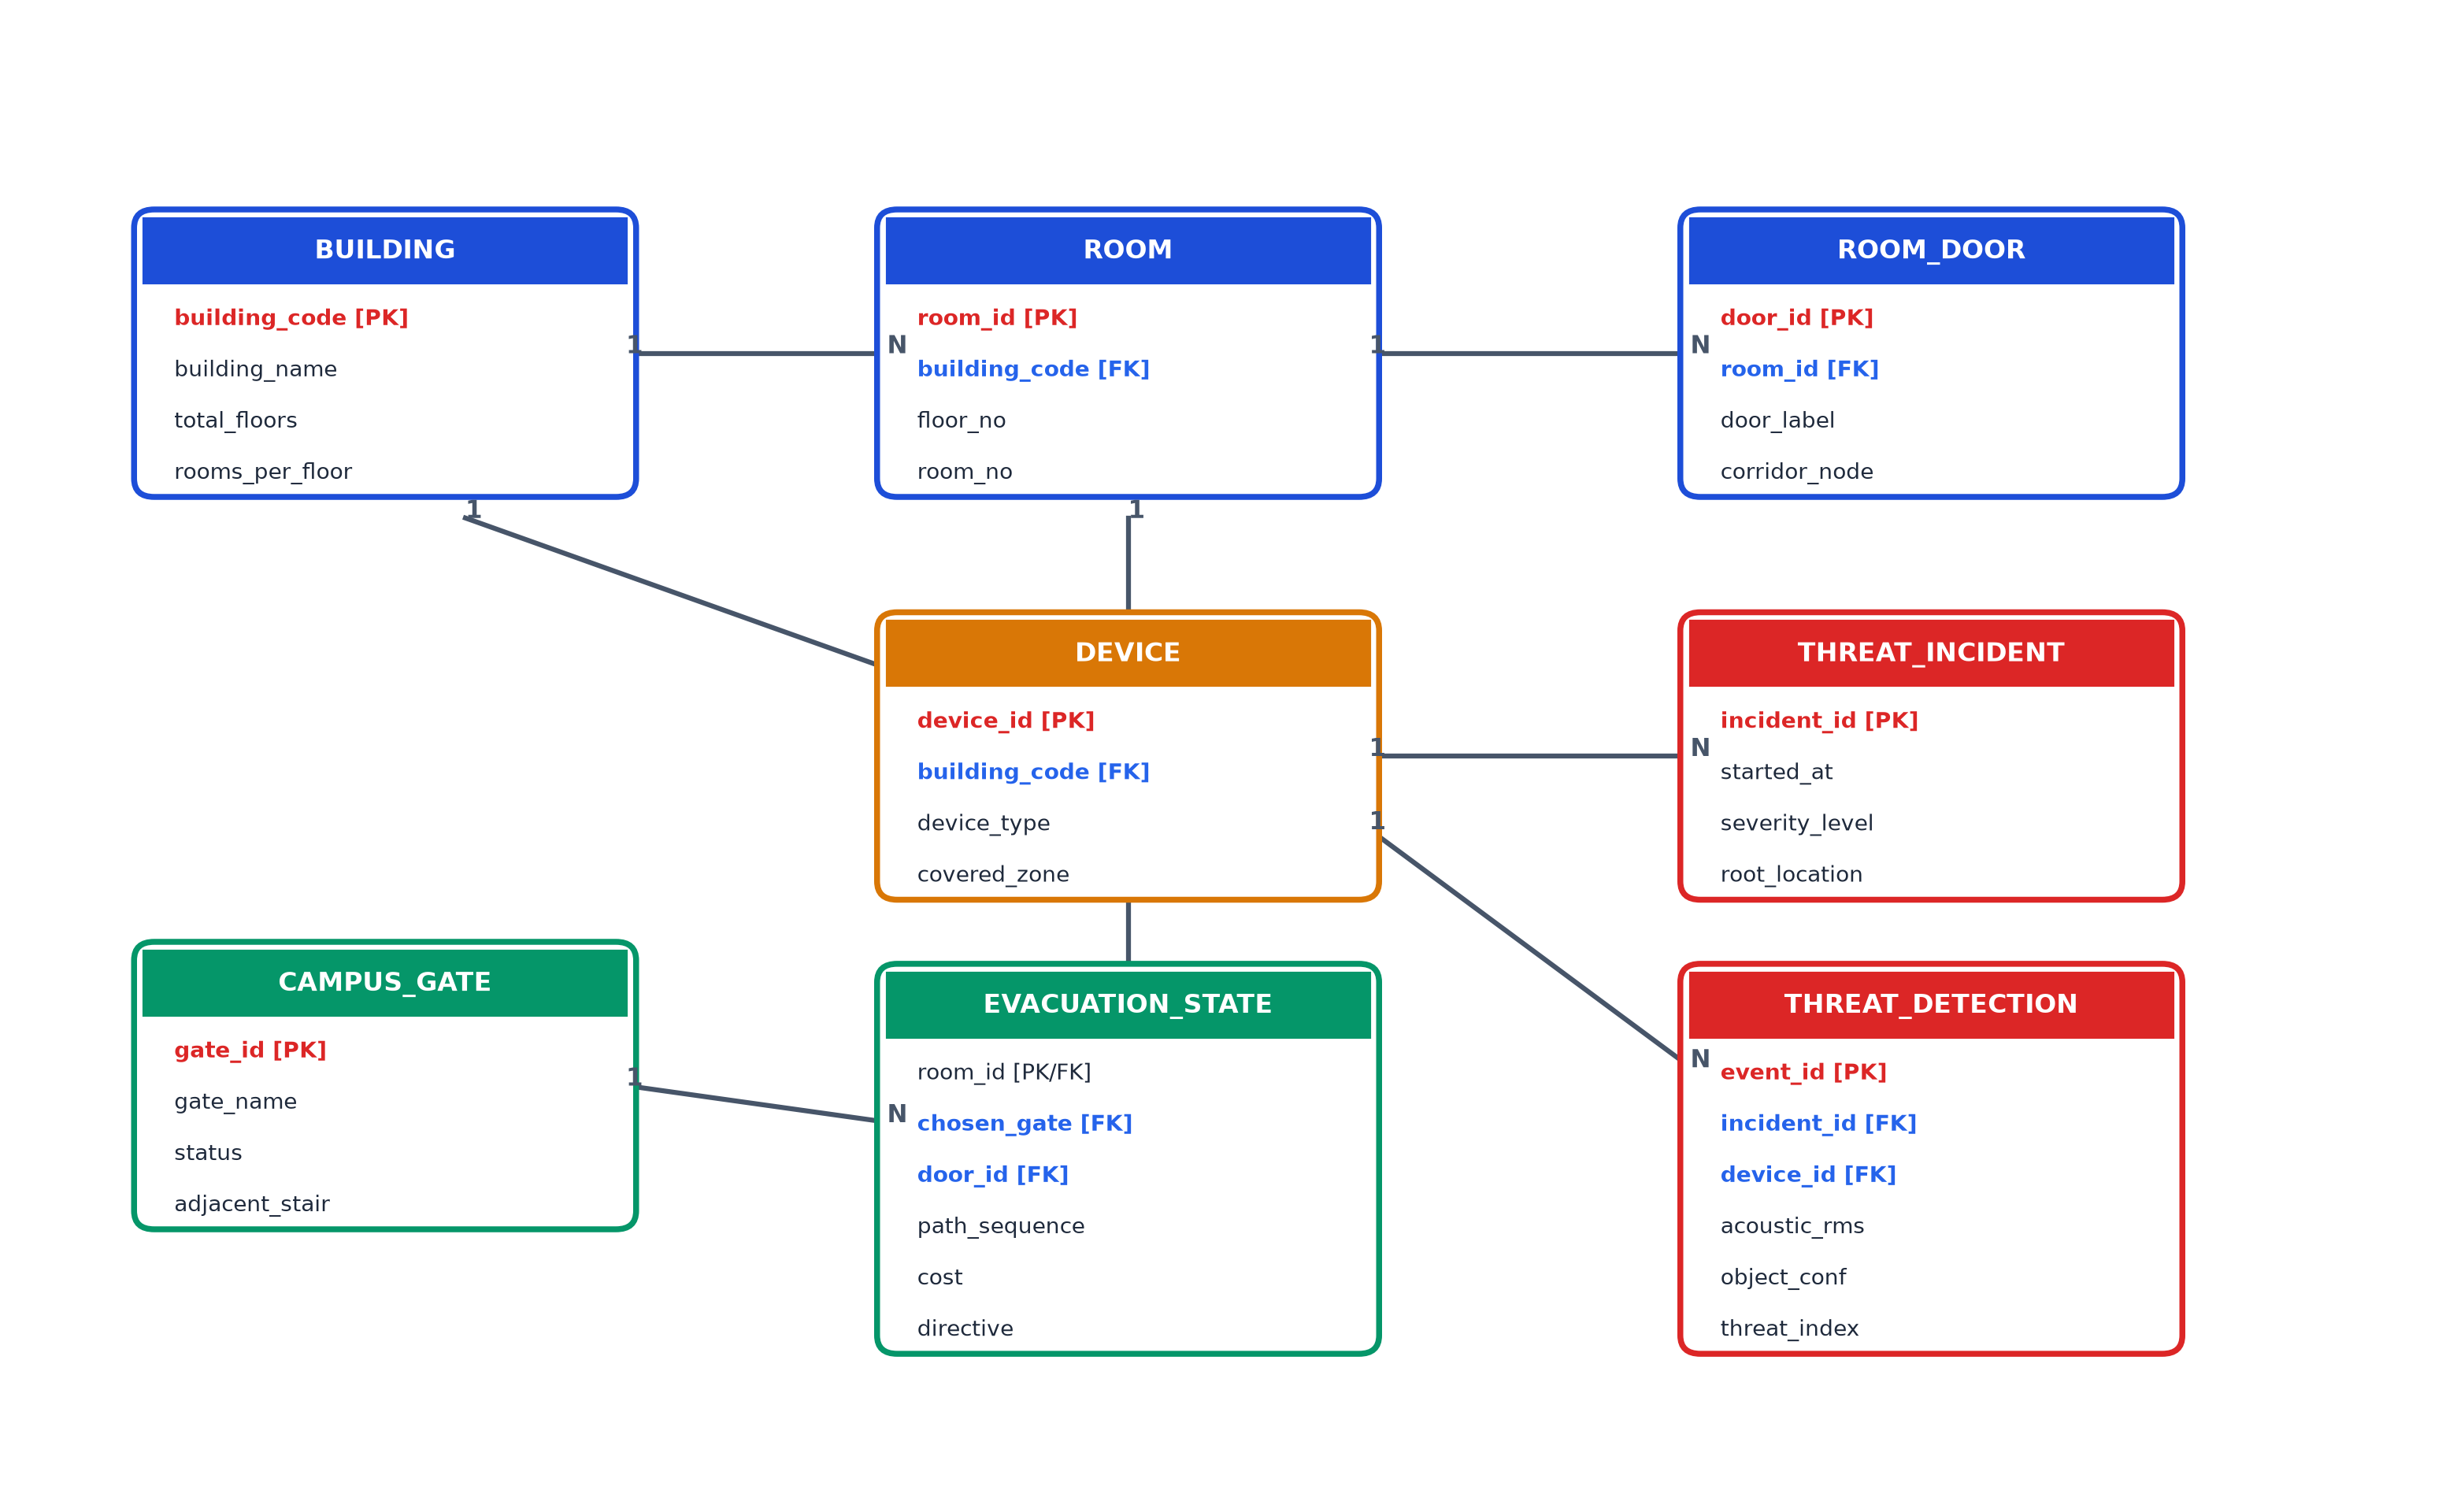 BUILDING
building_code [PK]
building_name
total_floors
rooms_per_floor
1
N
1
ROOM
room_id [PK]
building_code [FK]
floor_no
room_no
1
N
1
ROOM_DOOR
door_id [PK]
room_id [FK]
door_label
corridor_node
DEVICE
device_id [PK]
building_code [FK]
device_type
covered_zone
1
N
1
N
THREAT_INCIDENT
incident_id [PK]
started_at
severity_level
root_location
CAMPUS_GATE
gate_id [PK]
gate_name
status
adjacent_stair
1
N
EVACUATION_STATE
room_id [PK/FK]
chosen_gate [FK]
door_id [FK]
path_sequence
cost
directive
THREAT_DETECTION
event_id [PK]
incident_id [FK]
device_id [FK]
acoustic_rms
object_conf
threat_index